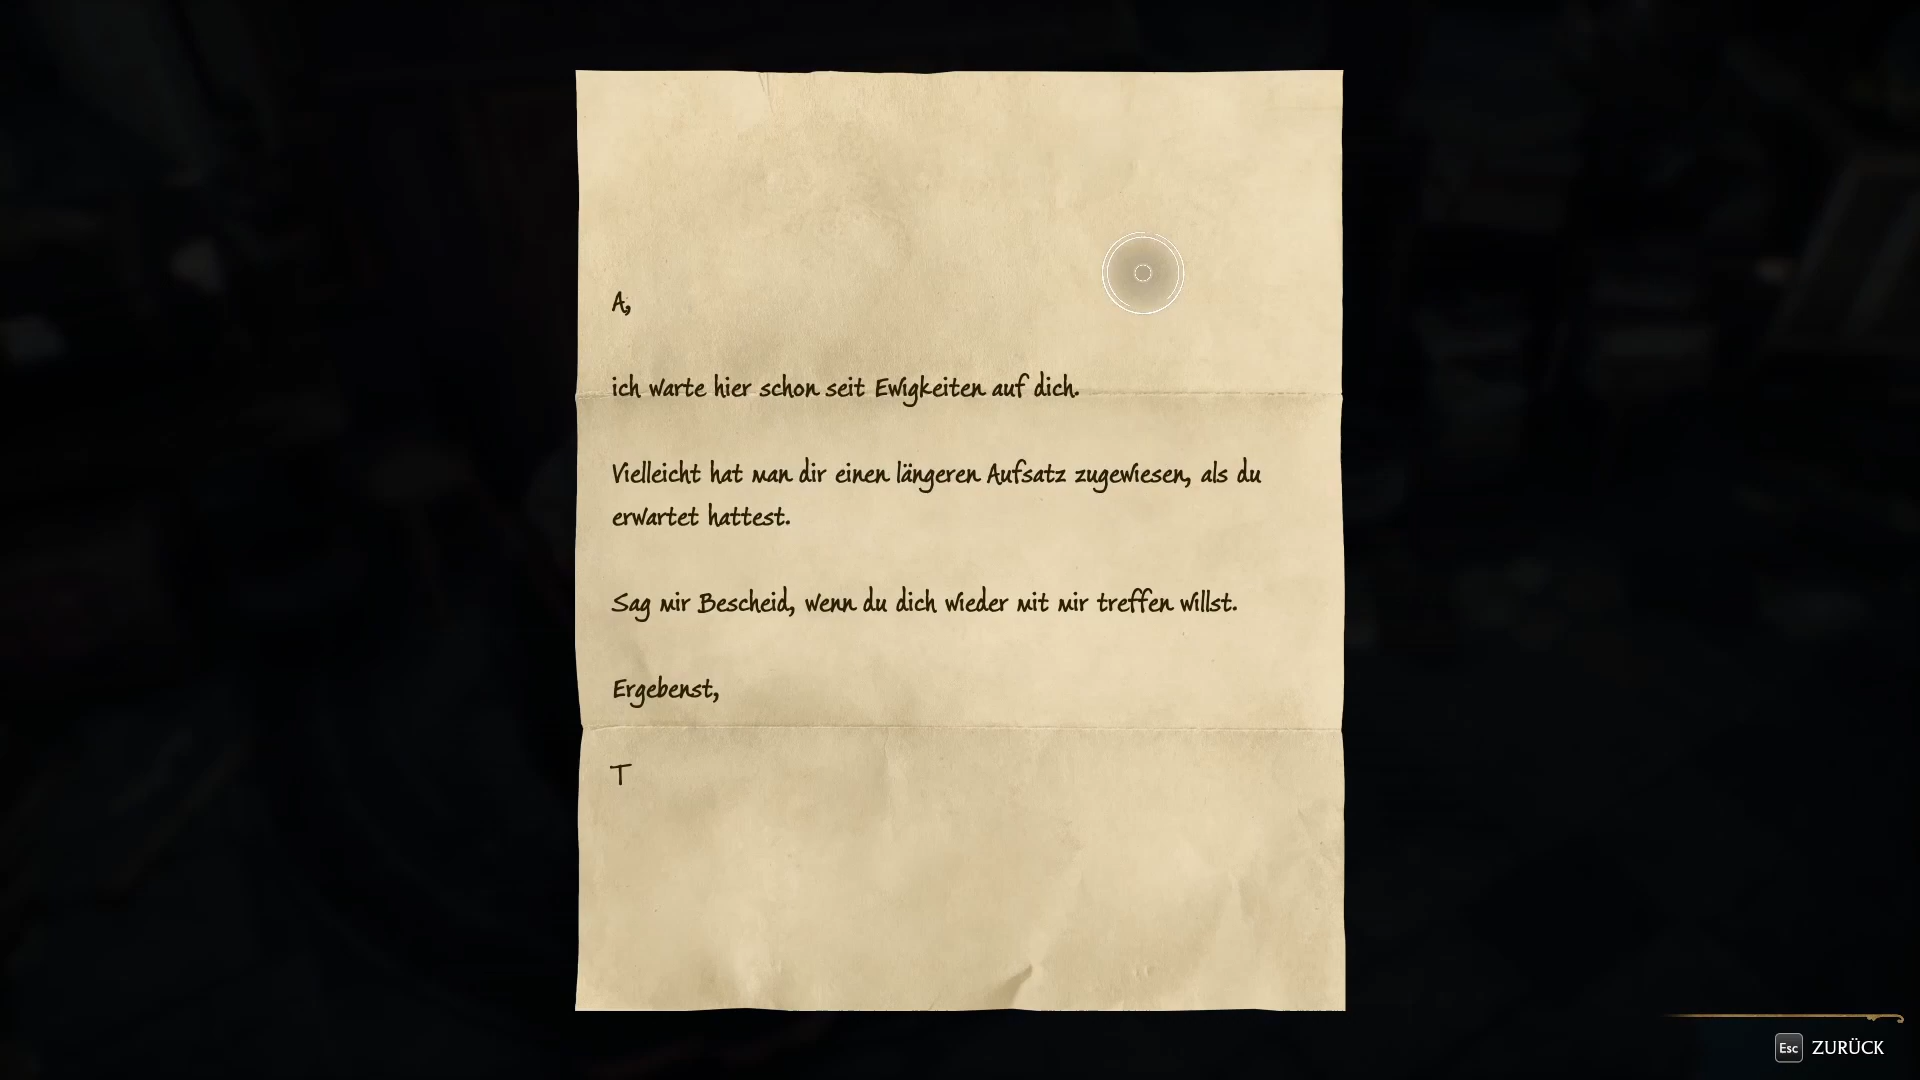 A,
ich warte hier schon seit Ewigkeiten auf dich.
Vielleicht hat man dir einen längeren Aufsatz zugewiesen, als du
erwartet hattest.
Sag mir Bescheid, wenn du dich wieder mit mir treffen willst.
Ergebenst,
T
Esc ZURÜCK